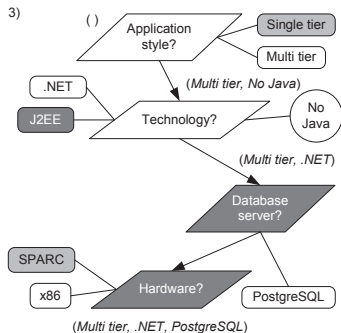 3)
( )
Application
style?
Single tier
Multi tier
(Multi tier, No Java)
.NET
J2EE
Technology?
No
Java
(Multi tier, .NET)
Database
server?
SPARC
x86
Hardware?
PostgreSQL
(Multi tier, .NET, PostgreSQL)